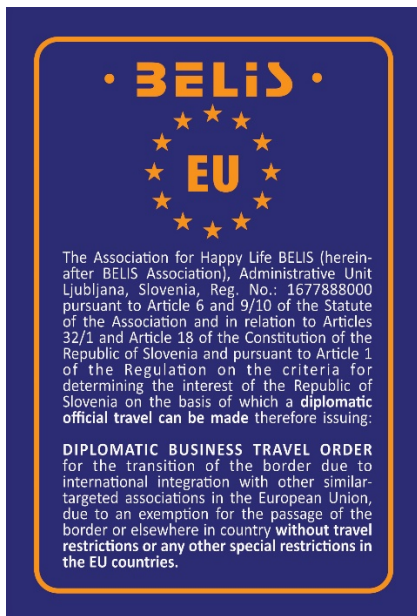 · BELiS ·
EU
The Association for Happy Life BELIS (herein-
after BELIS Association), Administrative Unit
Ljubljana, Slovenia, Reg. No.: 1677888000
pursuant to Article 6 and 9/10 of the Statute
of the Association and in relation to Articles
32/1 and Article 18 of the Constitution of the
Republic of Slovenia and pursuant to Article 1
of the Regulation on the criteria for
determining the interest of the Republic of
Slovenia on the basis of which a diplomatic
official travel can be made therefore issuing:
DIPLOMATIC BUSINESS TRAVEL ORDER
for the transition of the border due to
international integration with other similar-
targeted associations in the European Union,
due to an exemption for the passage of the
border or elsewhere in country without travel
restrictions or any other special restrictions in
the EU countries.